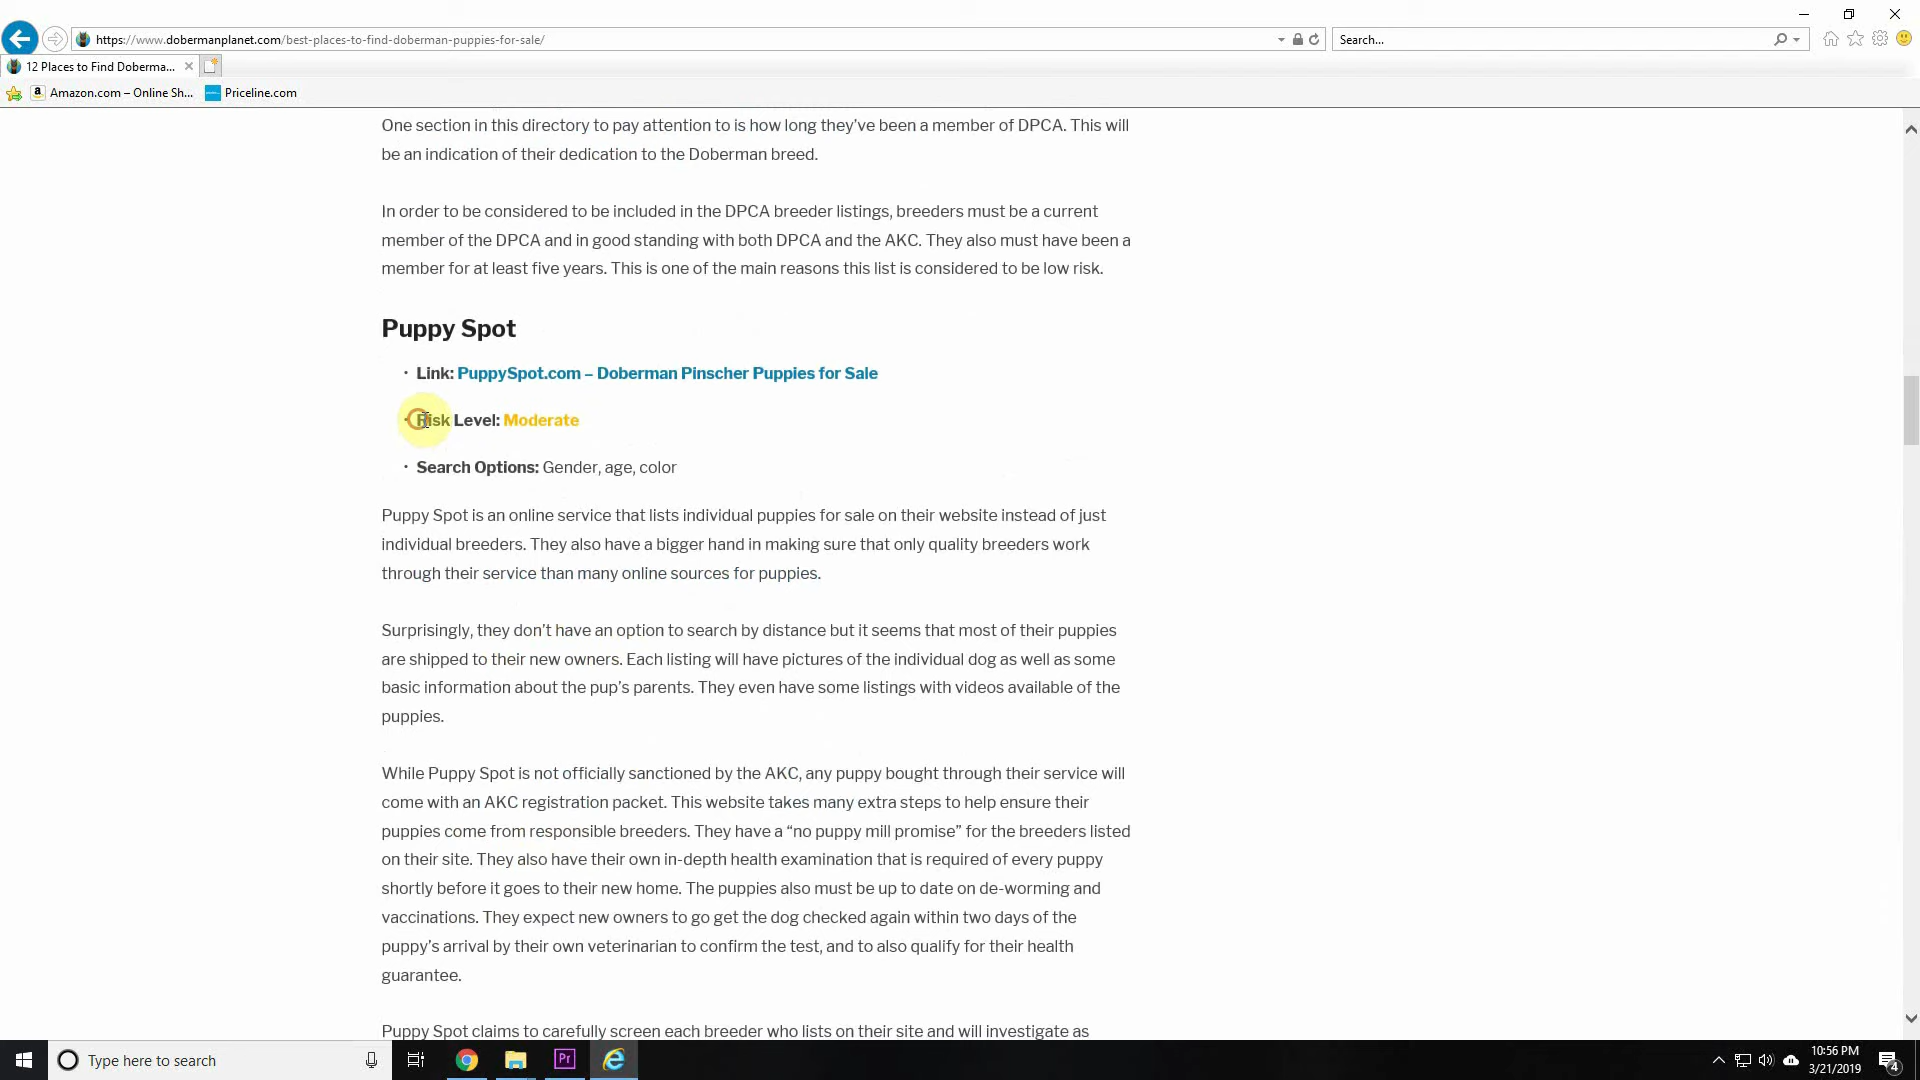 https://www.dobermanplanet.com/best-places-to-find-doberman-puppies-for-sale/
Search...
12 Places to Find Doberma...
Amazon.com – Online Sh...
Priceline.com
One section in this directory to pay attention to is how long they’ve been a member of DPCA. This will
be an indication of their dedication to the Doberman breed.
In order to be considered to be included in the DPCA breeder listings, breeders must be a current
member of the DPCA and in good standing with both DPCA and the AKC. They also must have been a
member for at least five years. This is one of the main reasons this list is considered to be low risk.
Puppy Spot
Link: PuppySpot.com – Doberman Pinscher Puppies for Sale
Risk Level: Moderate
Search Options: Gender, age, color
Puppy Spot is an online service that lists individual puppies for sale on their website instead of just
individual breeders. They also have a bigger hand in making sure that only quality breeders work
through their service than many online sources for puppies.
Surprisingly, they don’t have an option to search by distance but it seems that most of their puppies
are shipped to their new owners. Each listing will have pictures of the individual dog as well as some
basic information about the pup’s parents. They even have some listings with videos available of the
puppies.
While Puppy Spot is not officially sanctioned by the AKC, any puppy bought through their service will
come with an AKC registration packet. This website takes many extra steps to help ensure their
puppies come from responsible breeders. They have a “no puppy mill promise” for the breeders listed
on their site. They also have their own in-depth health examination that is required of every puppy
shortly before it goes to their new home. The puppies also must be up to date on de-worming and
vaccinations. They expect new owners to go get the dog checked again within two days of the
puppy’s arrival by their own veterinarian to confirm the test, and to also qualify for their health
guarantee.
Puppy Spot claims to carefully screen each breeder who lists on their site and will investigate as
Type here to search
Pr
10:56 PM
3/21/2019
4